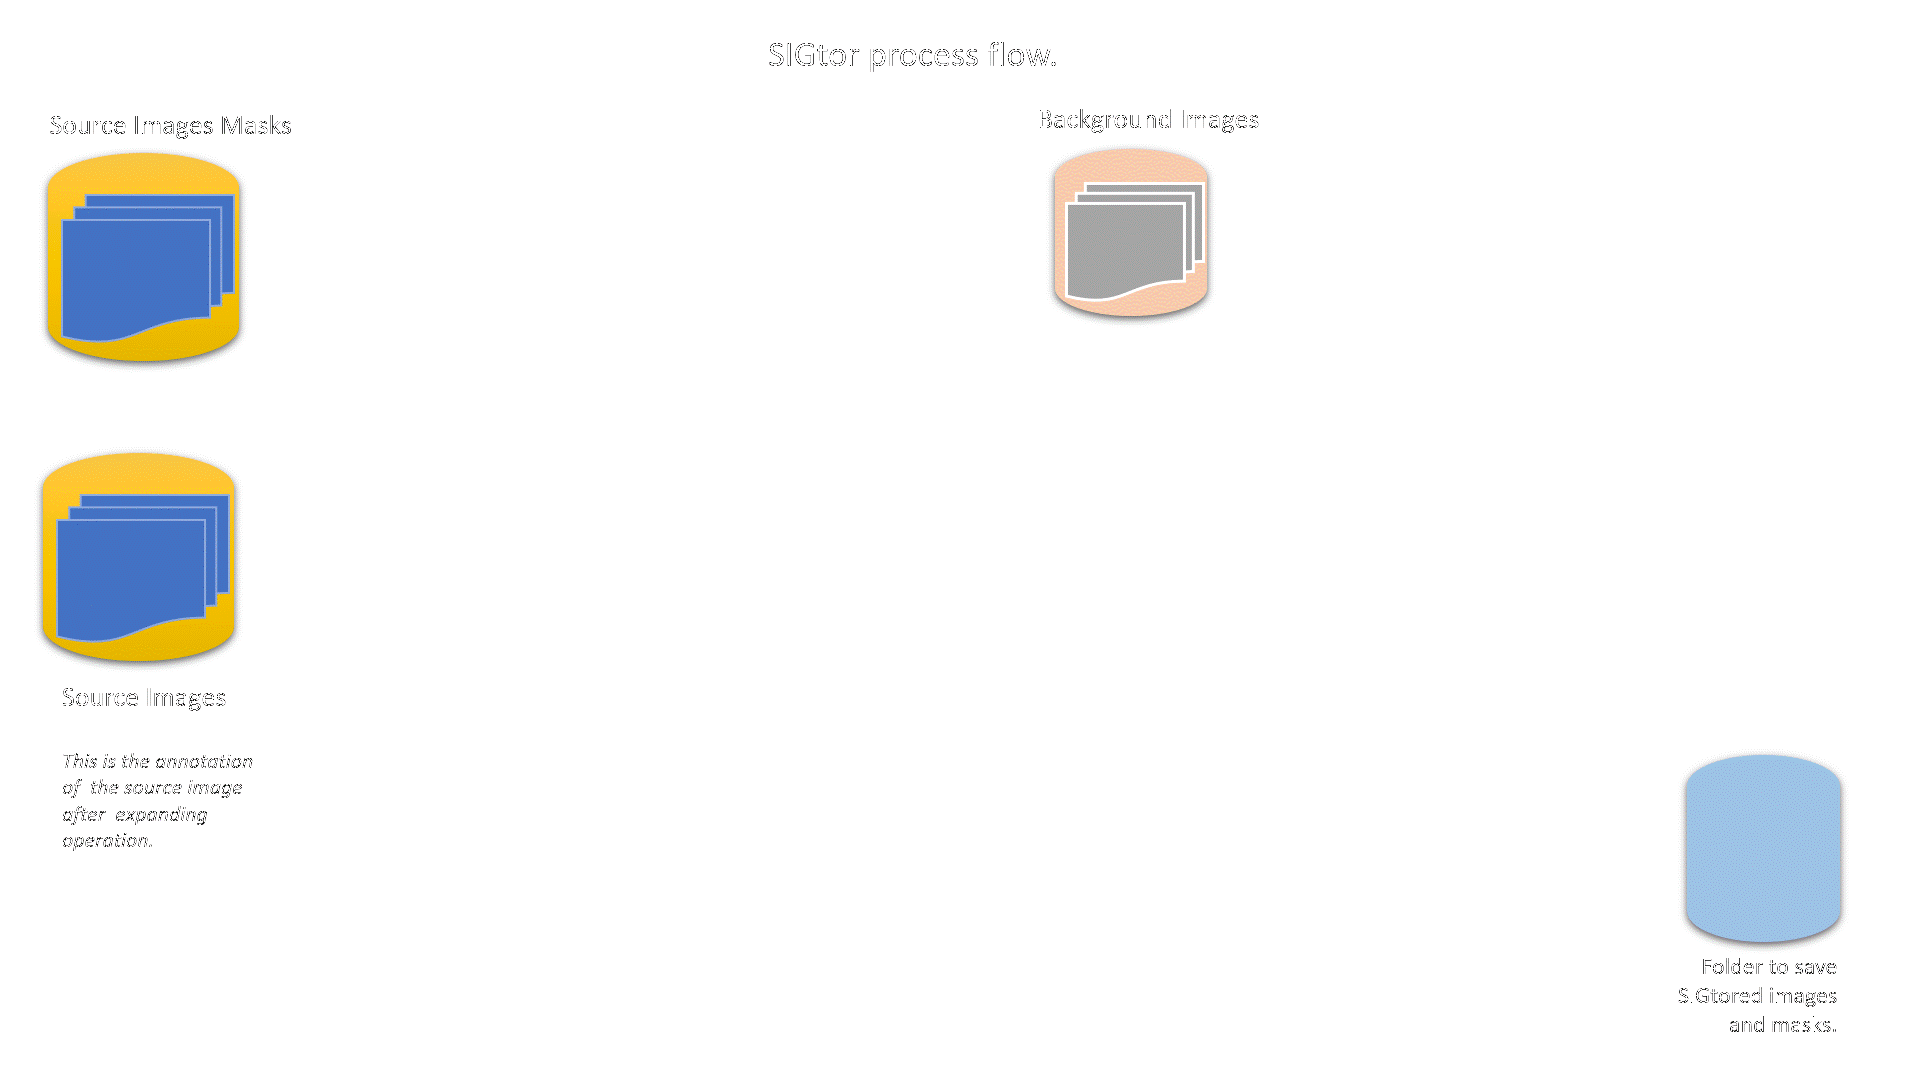 SIGtor process flow.
Source Images Masks
Background Images
Source Images
This is the annotation
of the source image
after expanding
operation.
Folder to save
SIGtored images
and masks.